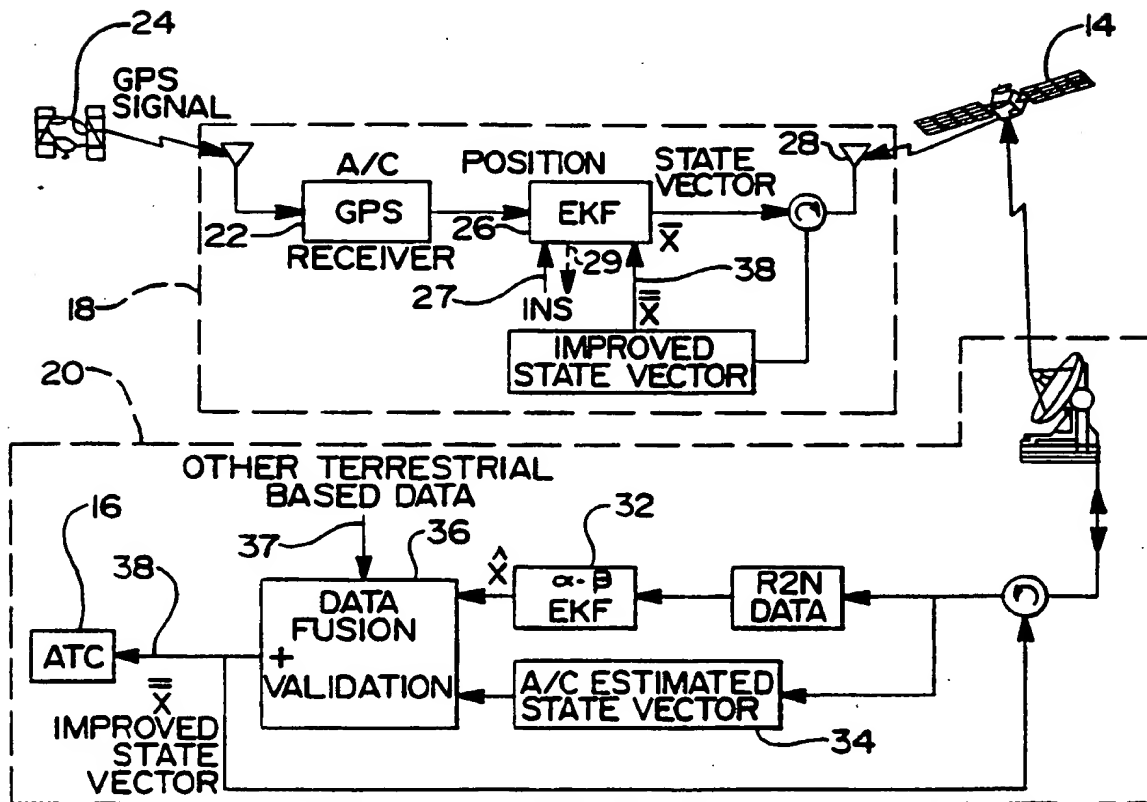 24
GPS
SIGNAL
14
A/C
POSITION
STATE
VECTOR
28
GPS
EKF
22
26
X̅
RECEIVER
29
38
18
27
INS
X̿
IMPROVED
STATE VECTOR
20
OTHER TERRESTRIAL
BASED DATA
16
37
36
32
38
X̂
α-β
EKF
R2N
DATA
DATA
FUSION
+
VALIDATION
ATC
A/C ESTIMATED
STATE VECTOR
X̿
IMPROVED
STATE
VECTOR
34